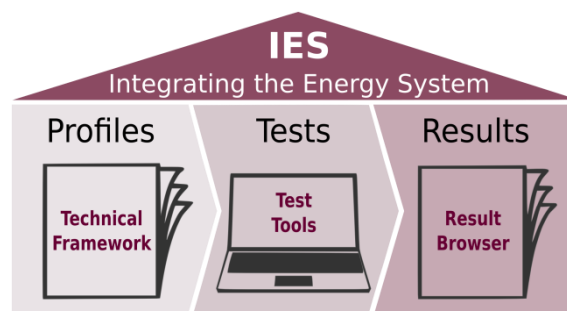 IES
Integrating the Energy System
Profiles
Tests
Results
Technical
Framework
Test
Tools
Result
Browser